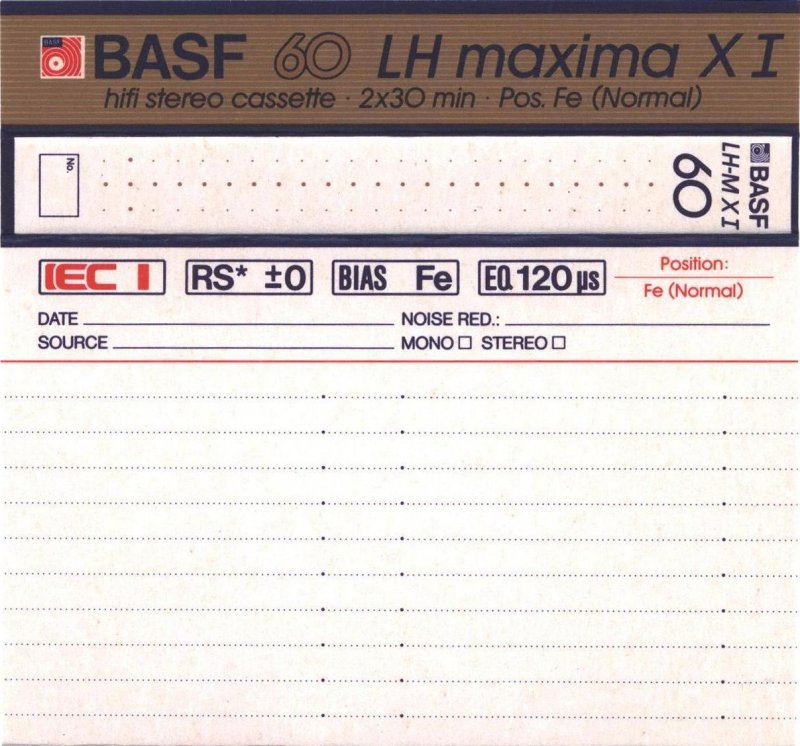 BASF 60 LH maxima X I
hifi stereo cassette · 2x30 min · Pos. Fe (Normal)
No.
60
BASF
LH-M X I
IEC I RS* ±0 BIAS Fe EQ 120 µs
Position:
Fe (Normal)
DATE NOISE RED.:
SOURCE MONO STEREO